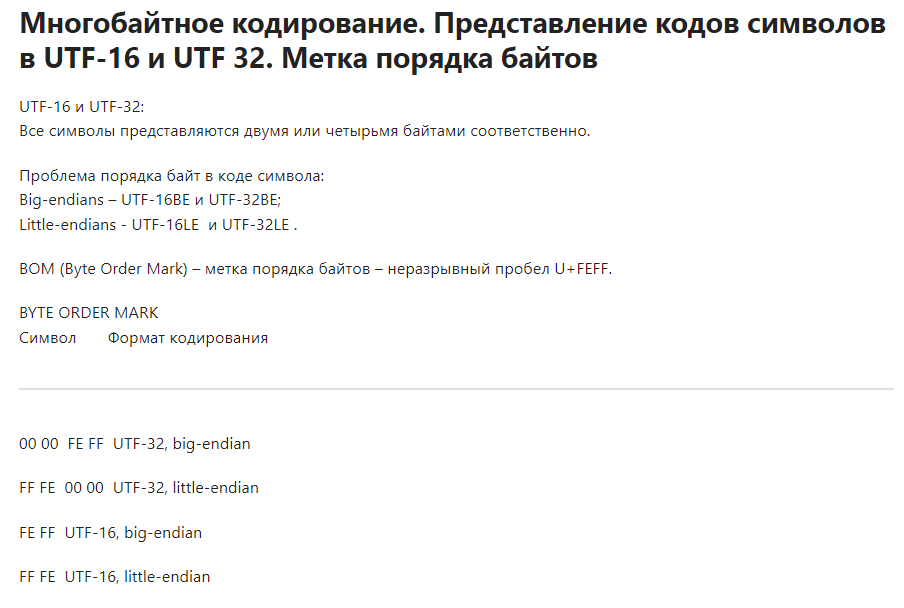 Многобайтное кодирование. Представление кодов символов
в UTF-16 и UTF 32. Метка порядка байтов
UTF-16 и UTF-32:
Все символы представляются двумя или четырьмя байтами соответственно.
Проблема порядка байт в коде символа:
Big-endians – UTF-16BE и UTF-32BE;
Little-endians - UTF-16LE  и UTF-32LE .
BOM (Byte Order Mark) – метка порядка байтов – неразрывный пробел U+FEFF.
BYTE ORDER MARK
Символ Формат кодирования
00 00  FE FF  UTF-32, big-endian
FF FE  00 00  UTF-32, little-endian
FE FF  UTF-16, big-endian
FF FE  UTF-16, little-endian